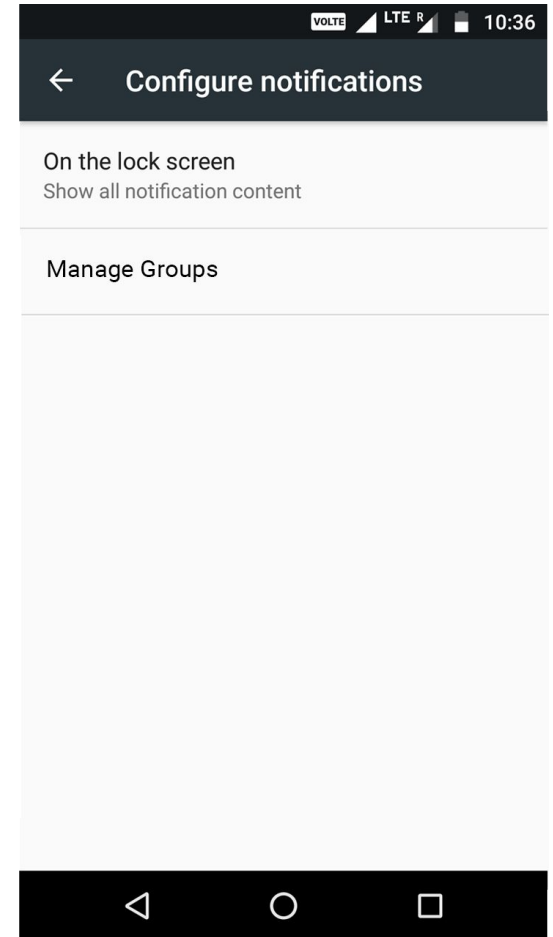 VOLTE LTE R 10:36
Configure notifications
On the lock screen
Show all notification content
Manage Groups